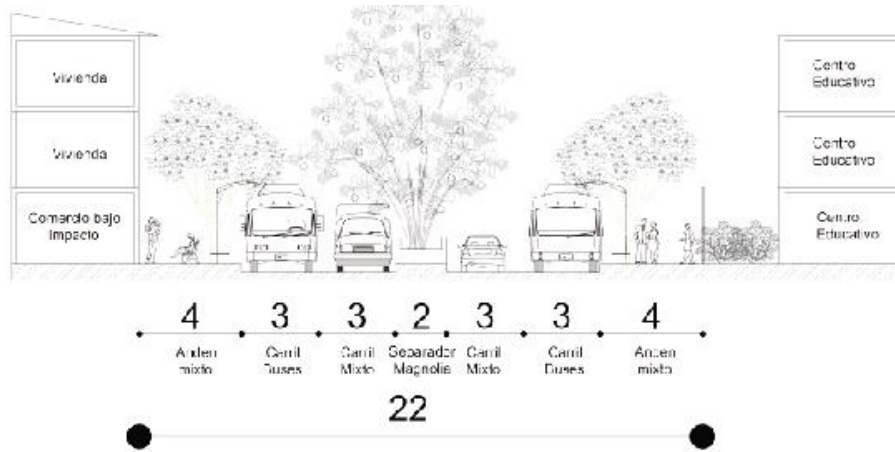 Vivienda
Centro
Educativo
Vivienda
Centro
Educativo
Comercio bajo
Impacto
Centro
Educativo
4
3
3
2
3
3
4
Anden
mixto
Carril
Buses
Carril
Mixto
Separador
Magnolia
Carril
Mixto
Carril
Buses
Anden
mixto
22